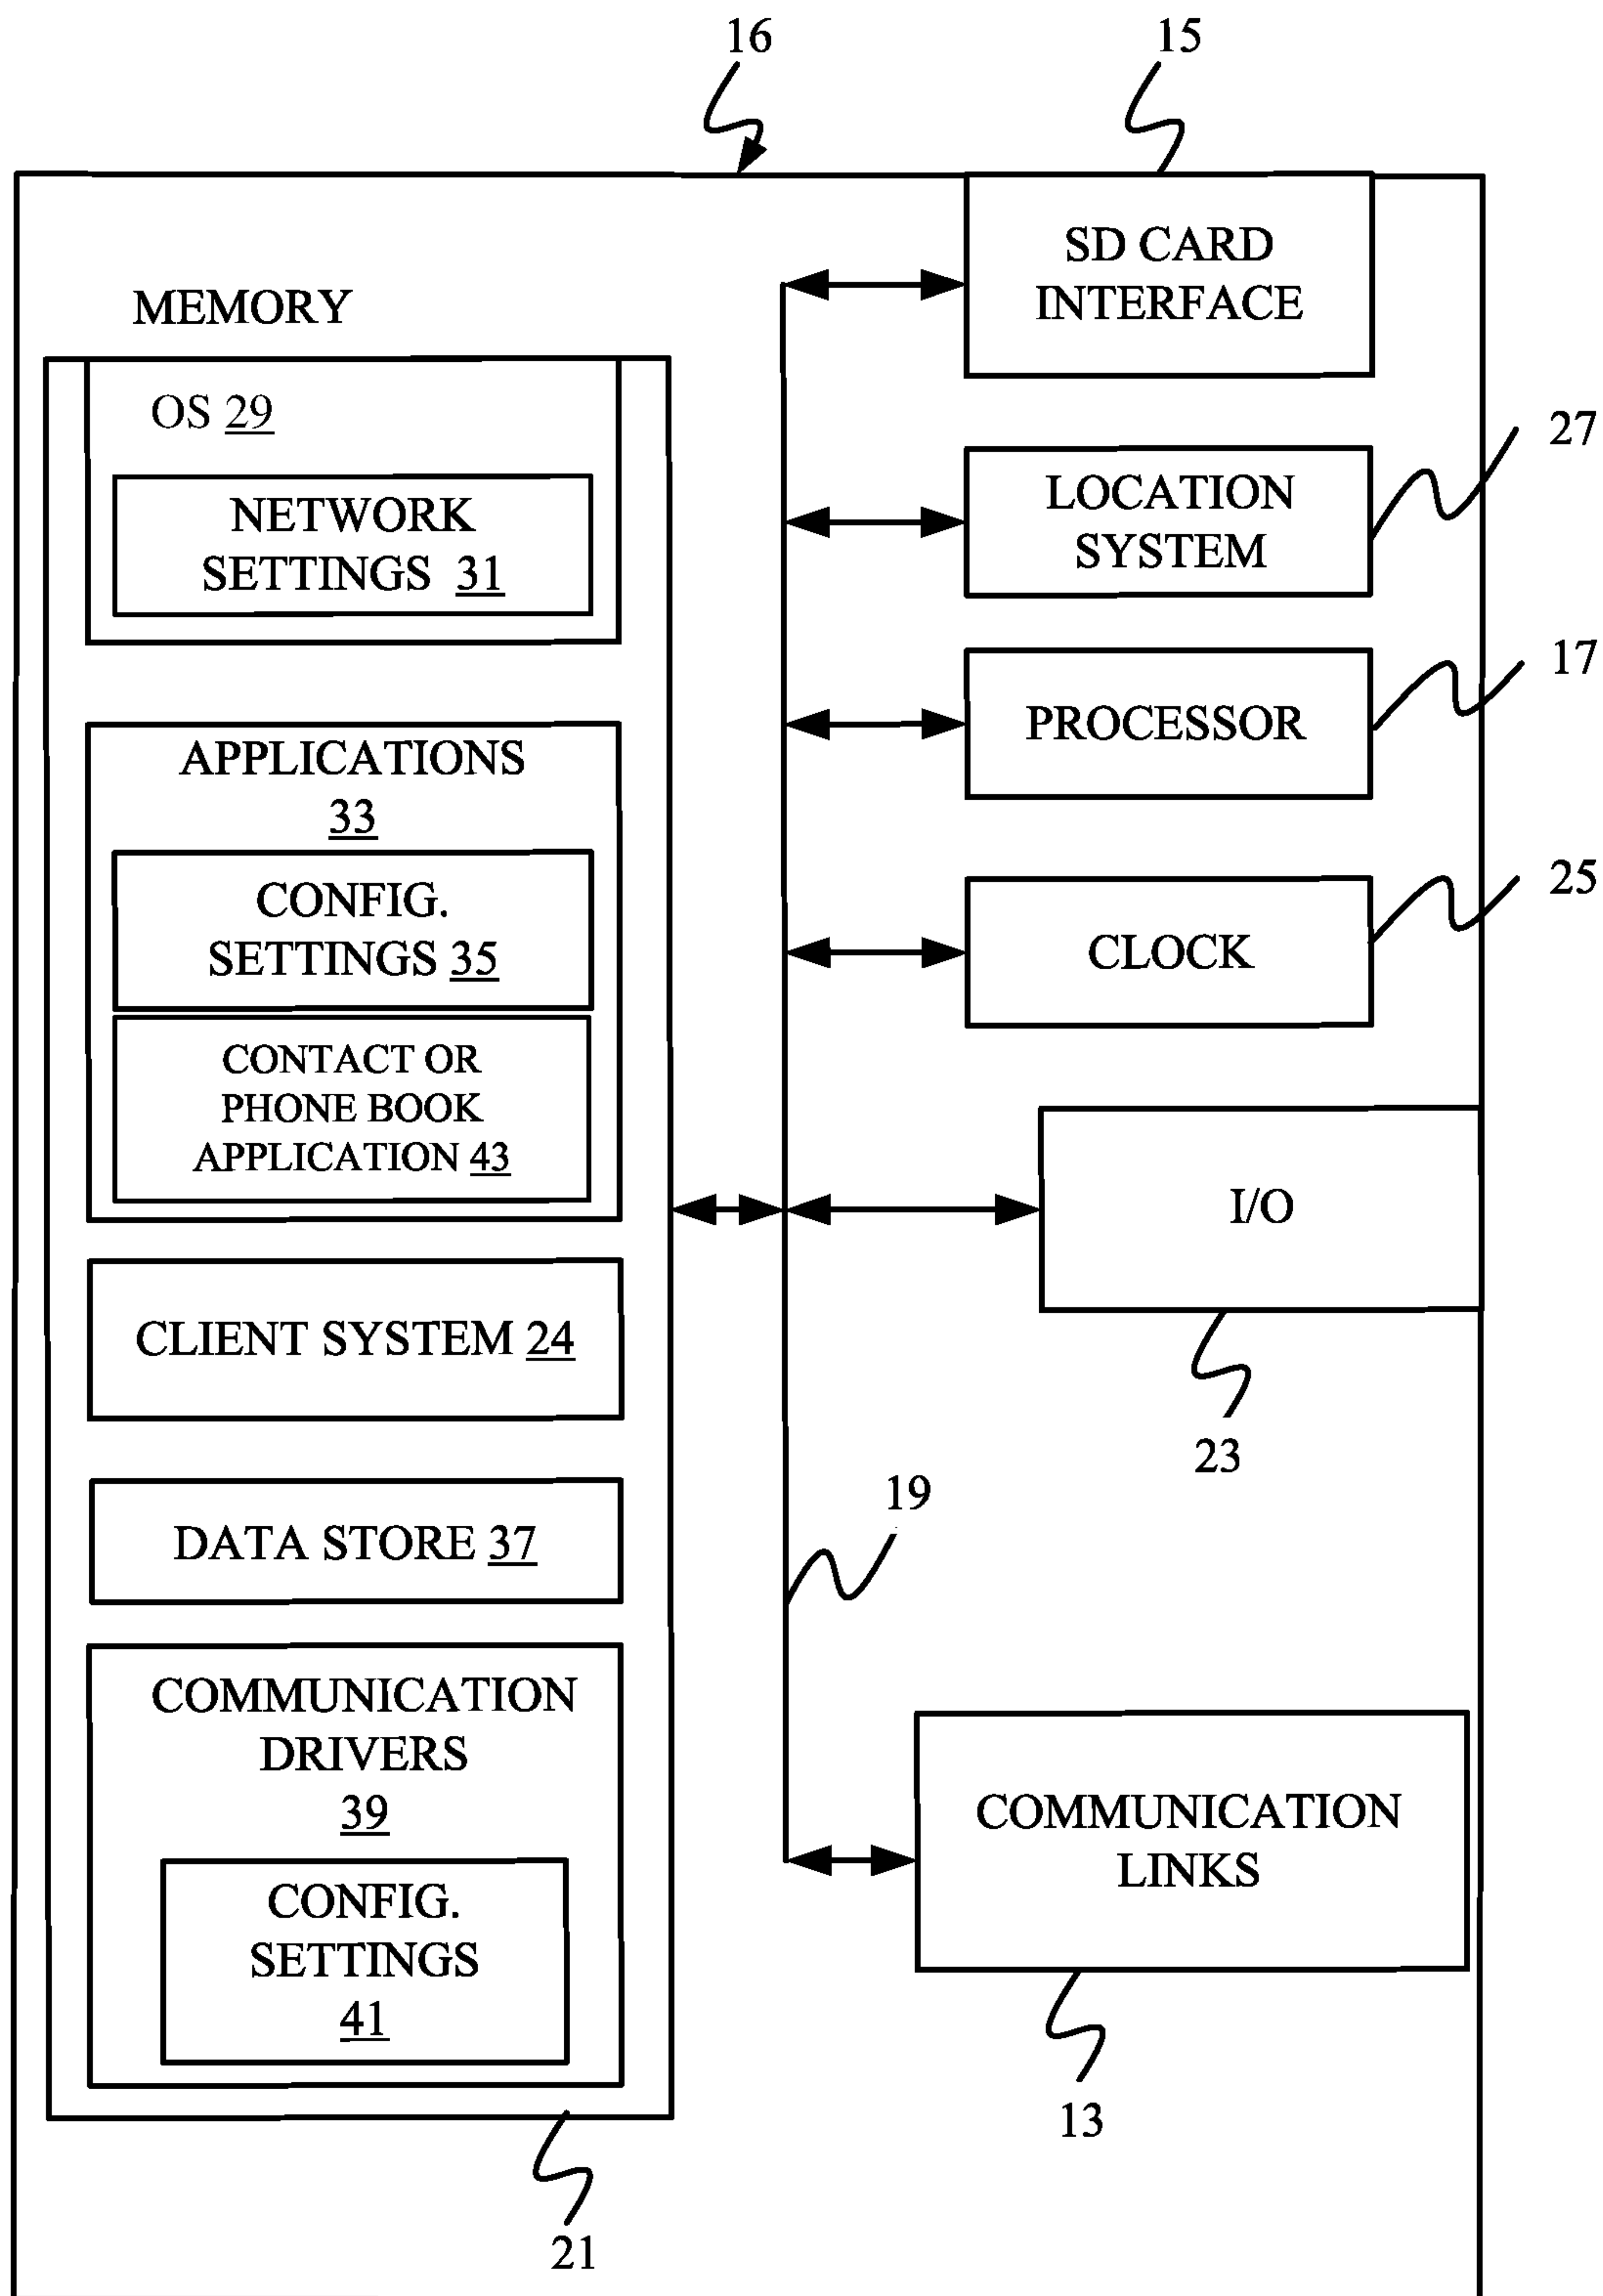 16
15
SD CARD
INTERFACE
MEMORY
OS 29
NETWORK
SETTINGS 31
27
LOCATION
SYSTEM
17
PROCESSOR
APPLICATIONS
33
CONFIG.
SETTINGS 35
25
CLOCK
CONTACT OR
PHONE BOOK
APPLICATION 43
I/O
CLIENT SYSTEM 24
23
19
DATA STORE 37
COMMUNICATION
DRIVERS
39
CONFIG.
SETTINGS
41
COMMUNICATION
LINKS
13
21